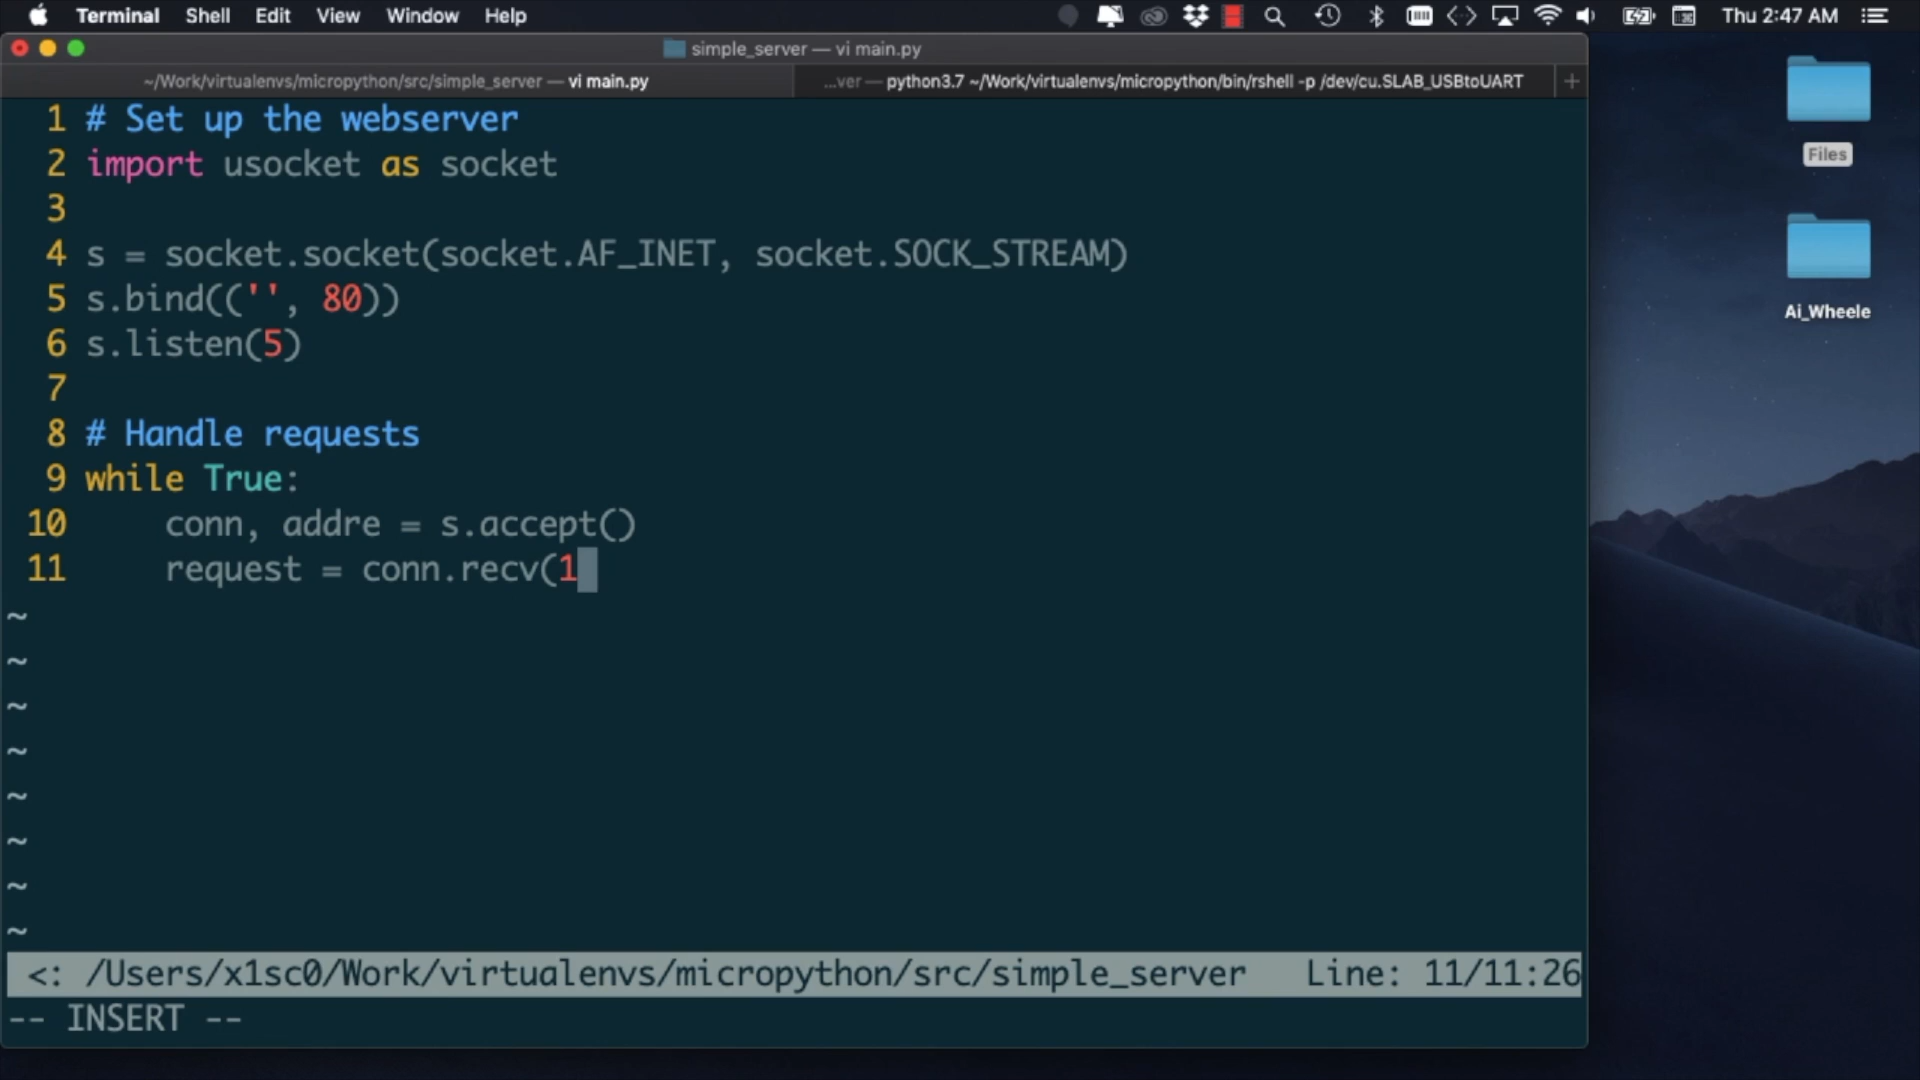 Terminal Shell Edit View Window Help Thu 2:47 AM
simple_server — vi main.py
~/Work/virtualenvs/micropython/src/simple_server — vi main.py
...ver — python3.7 ~/Work/virtualenvs/micropython/bin/rshell -p /dev/cu.SLAB_USBtoUART +
1 # Set up the webserver
2 import usocket as socket
3
4 s = socket.socket(socket.AF_INET, socket.SOCK_STREAM)
5 s.bind(('', 80))
6 s.listen(5)
7
8 # Handle requests
9 while True:
10     conn, addre = s.accept()
11     request = conn.recv(1
~
~
~
~
~
~
~
~
<: /Users/x1sc0/Work/virtualenvs/micropython/src/simple_server Line: 11/11:26
-- INSERT --
Files
Ai_Wheele